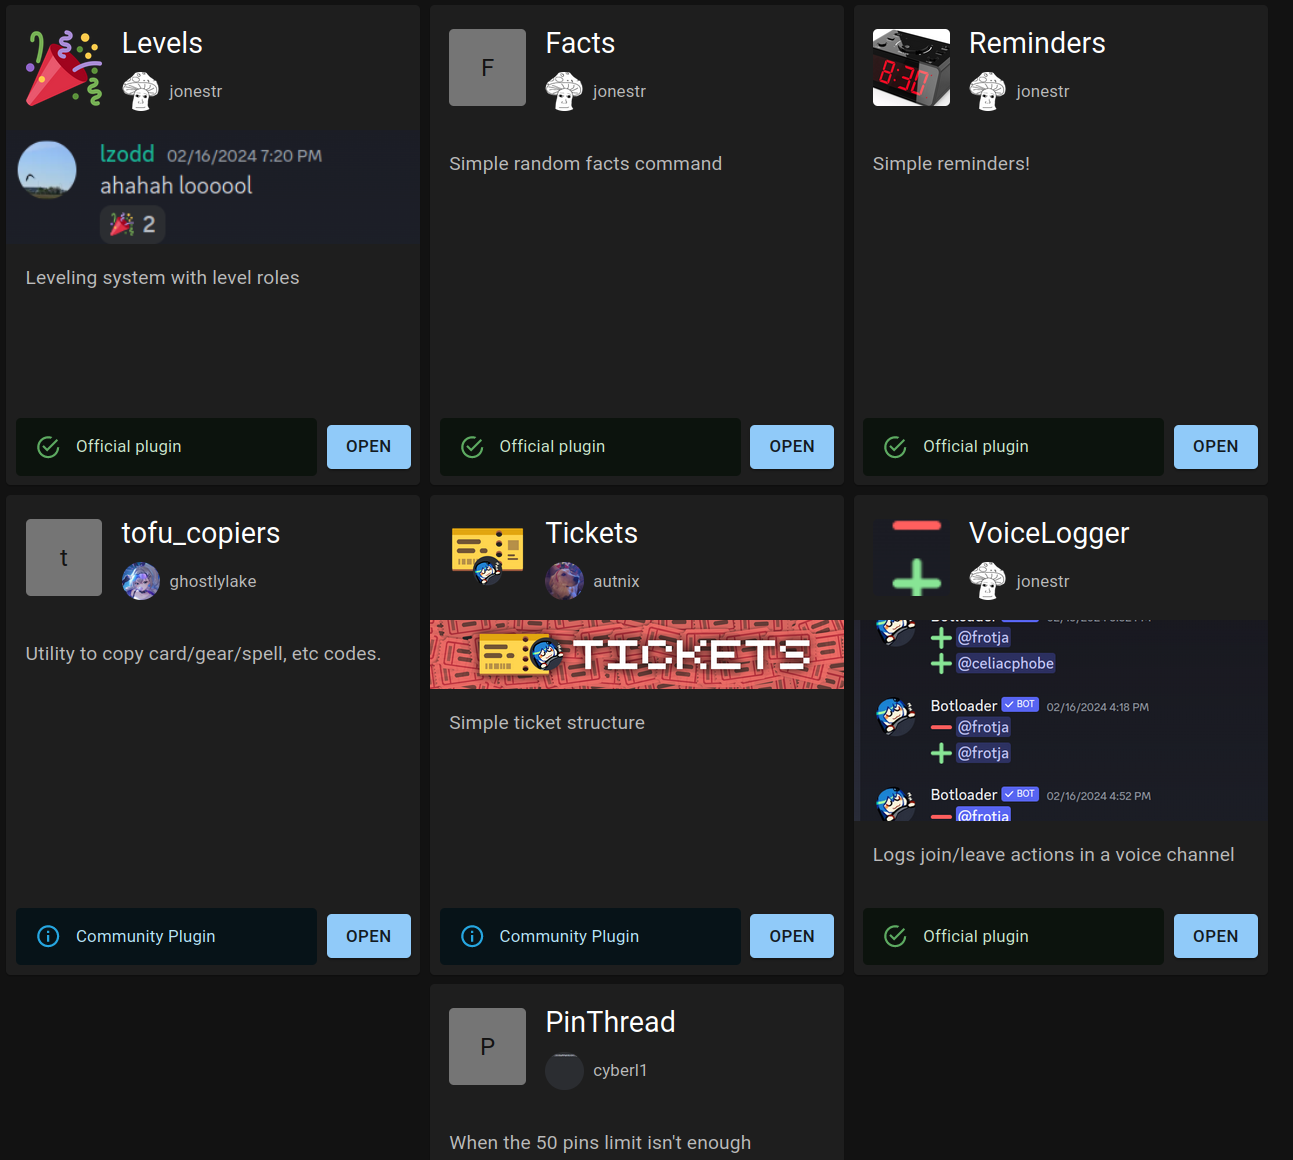 Levels
jonestr
lzodd 02/16/2024 7:20 PM
ahahah loooool
2
Leveling system with level roles
Official plugin
OPEN
F
Facts
jonestr
Simple random facts command
Official plugin
OPEN
8:30
Reminders
jonestr
Simple reminders!
Official plugin
OPEN
t
tofu_copiers
ghostlylake
Utility to copy card/gear/spell, etc codes.
Community Plugin
OPEN
Tickets
autnix
TICKETS
Simple ticket structure
Community Plugin
OPEN
VoiceLogger
jonestr
@frotja
@celiacphobe
Botloader BOT 02/16/2024 4:18 PM
@frotja
@frotja
Botloader BOT 02/16/2024 4:52 PM
@frotja
Logs join/leave actions in a voice channel
Official plugin
OPEN
P
PinThread
cyberl1
When the 50 pins limit isn't enough